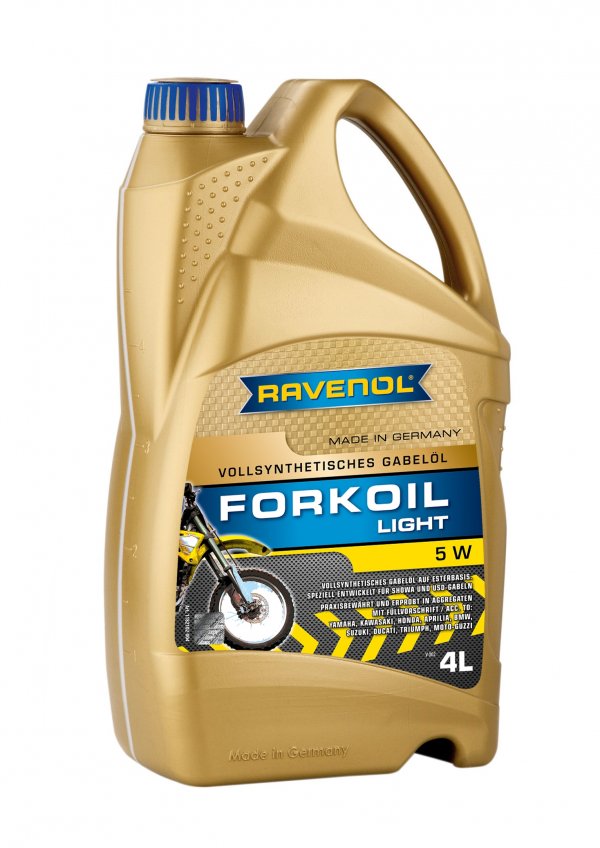 RAVENOL®
MADE IN GERMANY
VOLLSYNTHETISCHES GABELÖL
FORKOIL
LIGHT
5 W
VOLLSYNTHETISCHES GABELÖL AUF ESTERBASIS.
SPEZIELL ENTWICKELT FÜR SHOWA UND USD-GABELN
PRAXISBEWÄHRT UND ERPROBT IN AGGREGATEN
MIT FÜLLVORSCHRIFT / ACC. TO:
YAMAHA, KAWASAKI, HONDA, APRILIA, BMW,
SUZUKI, DUCATI, TRIUMPH, MOTO-GUZZI
4L
Made in Germany